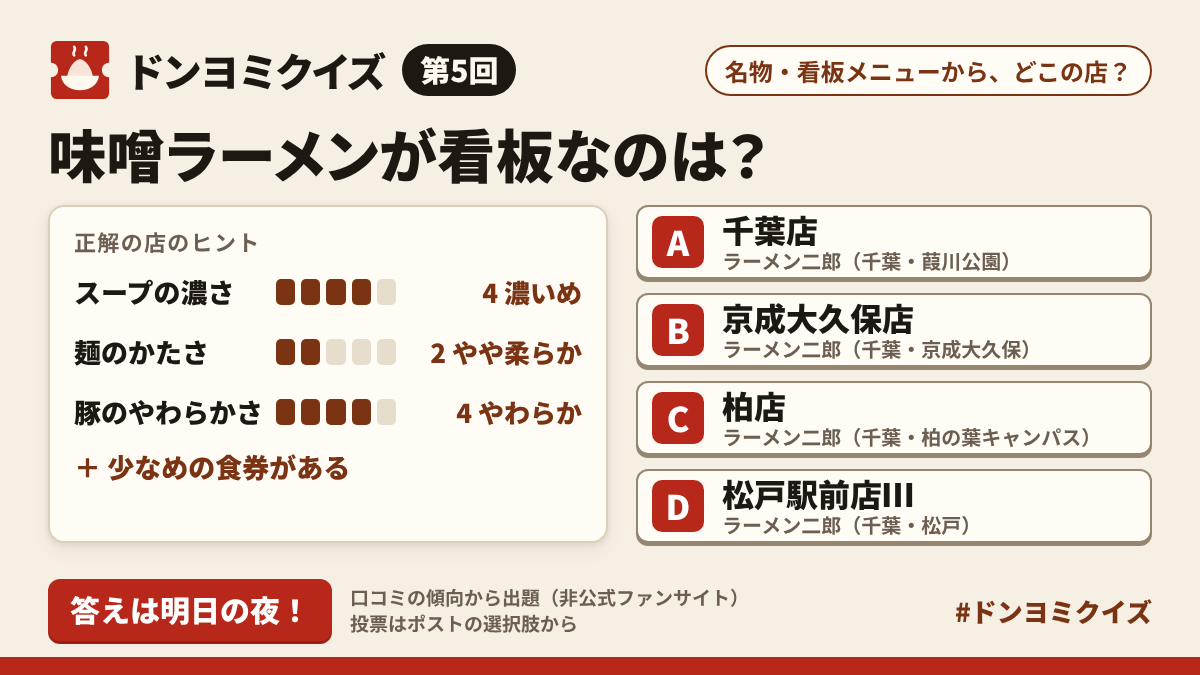 ドンヨミクイズ 第5回
名物・看板メニューから、どこの店？
味噌ラーメンが看板なのは？
正解の店のヒント
スープの濃さ 4 濃いめ
麺のかたさ 2 やや柔らか
豚のやわらかさ 4 やわらか
＋ 少なめの食券がある
A 千葉店
ラーメン二郎（千葉・葭川公園）
B 京成大久保店
ラーメン二郎（千葉・京成大久保）
C 柏店
ラーメン二郎（千葉・柏の葉キャンパス）
D 松戸駅前店III
ラーメン二郎（千葉・松戸）
答えは明日の夜！
口コミの傾向から出題（非公式ファンサイト）
投票はポストの選択肢から
#ドンヨミクイズ